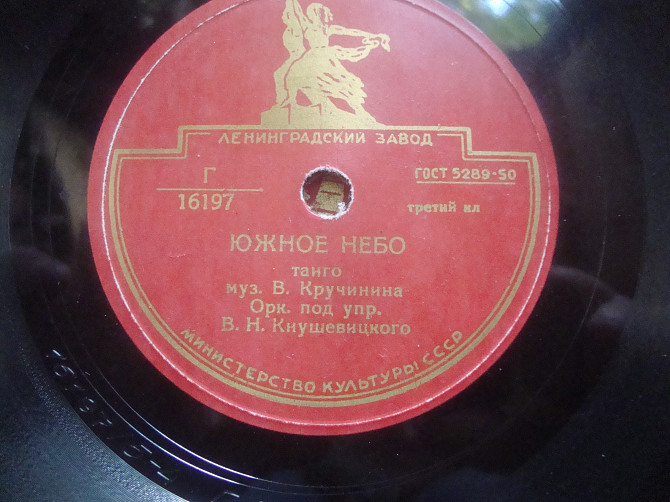 ЛЕНИНГРАДСКИЙ ЗАВОД
Г
16197
ГОСТ 5289-50
третий кл
ЮЖНОЕ НЕБО
танго
муз. В. Кручинина
Орк. под упр.
В. Н. Кнушевицкого
МИНИСТЕРСТВО КУЛЬТУРЫ СССР